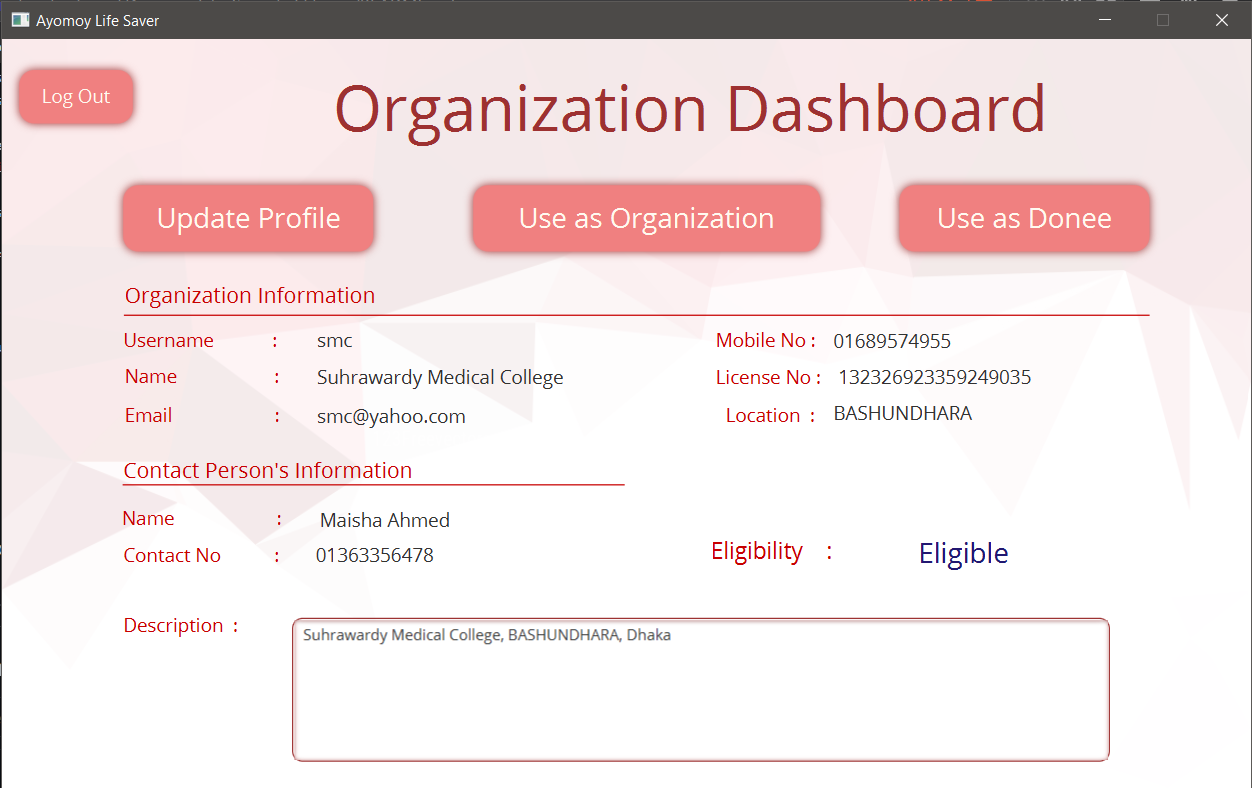 Ayomoy Life Saver
Log Out
Organization Dashboard
Update Profile
Use as Organization
Use as Donee
Organization Information
Username : smc
Mobile No : 01689574955
Name : Suhrawardy Medical College
License No : 132326923359249035
Email : smc@yahoo.com
Location : BASHUNDHARA
Contact Person's Information
Name : Maisha Ahmed
Contact No : 01363356478
Eligibility : Eligible
Description :
Suhrawardy Medical College, BASHUNDHARA, Dhaka